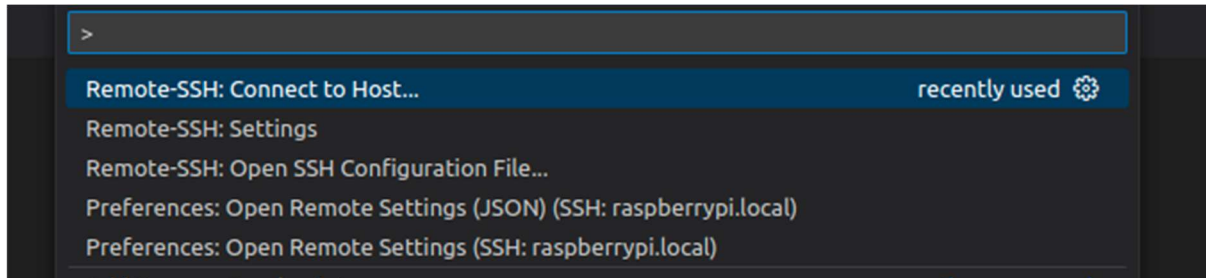 >
Remote-SSH: Connect to Host... recently used
Remote-SSH: Settings
Remote-SSH: Open SSH Configuration File...
Preferences: Open Remote Settings (JSON) (SSH: raspberrypi.local)
Preferences: Open Remote Settings (SSH: raspberrypi.local)